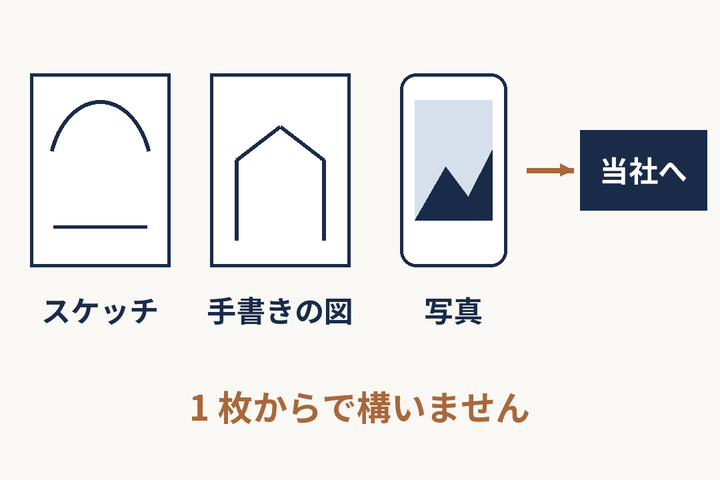 当社へ
スケッチ
手書きの図
写真
1枚からで構いません